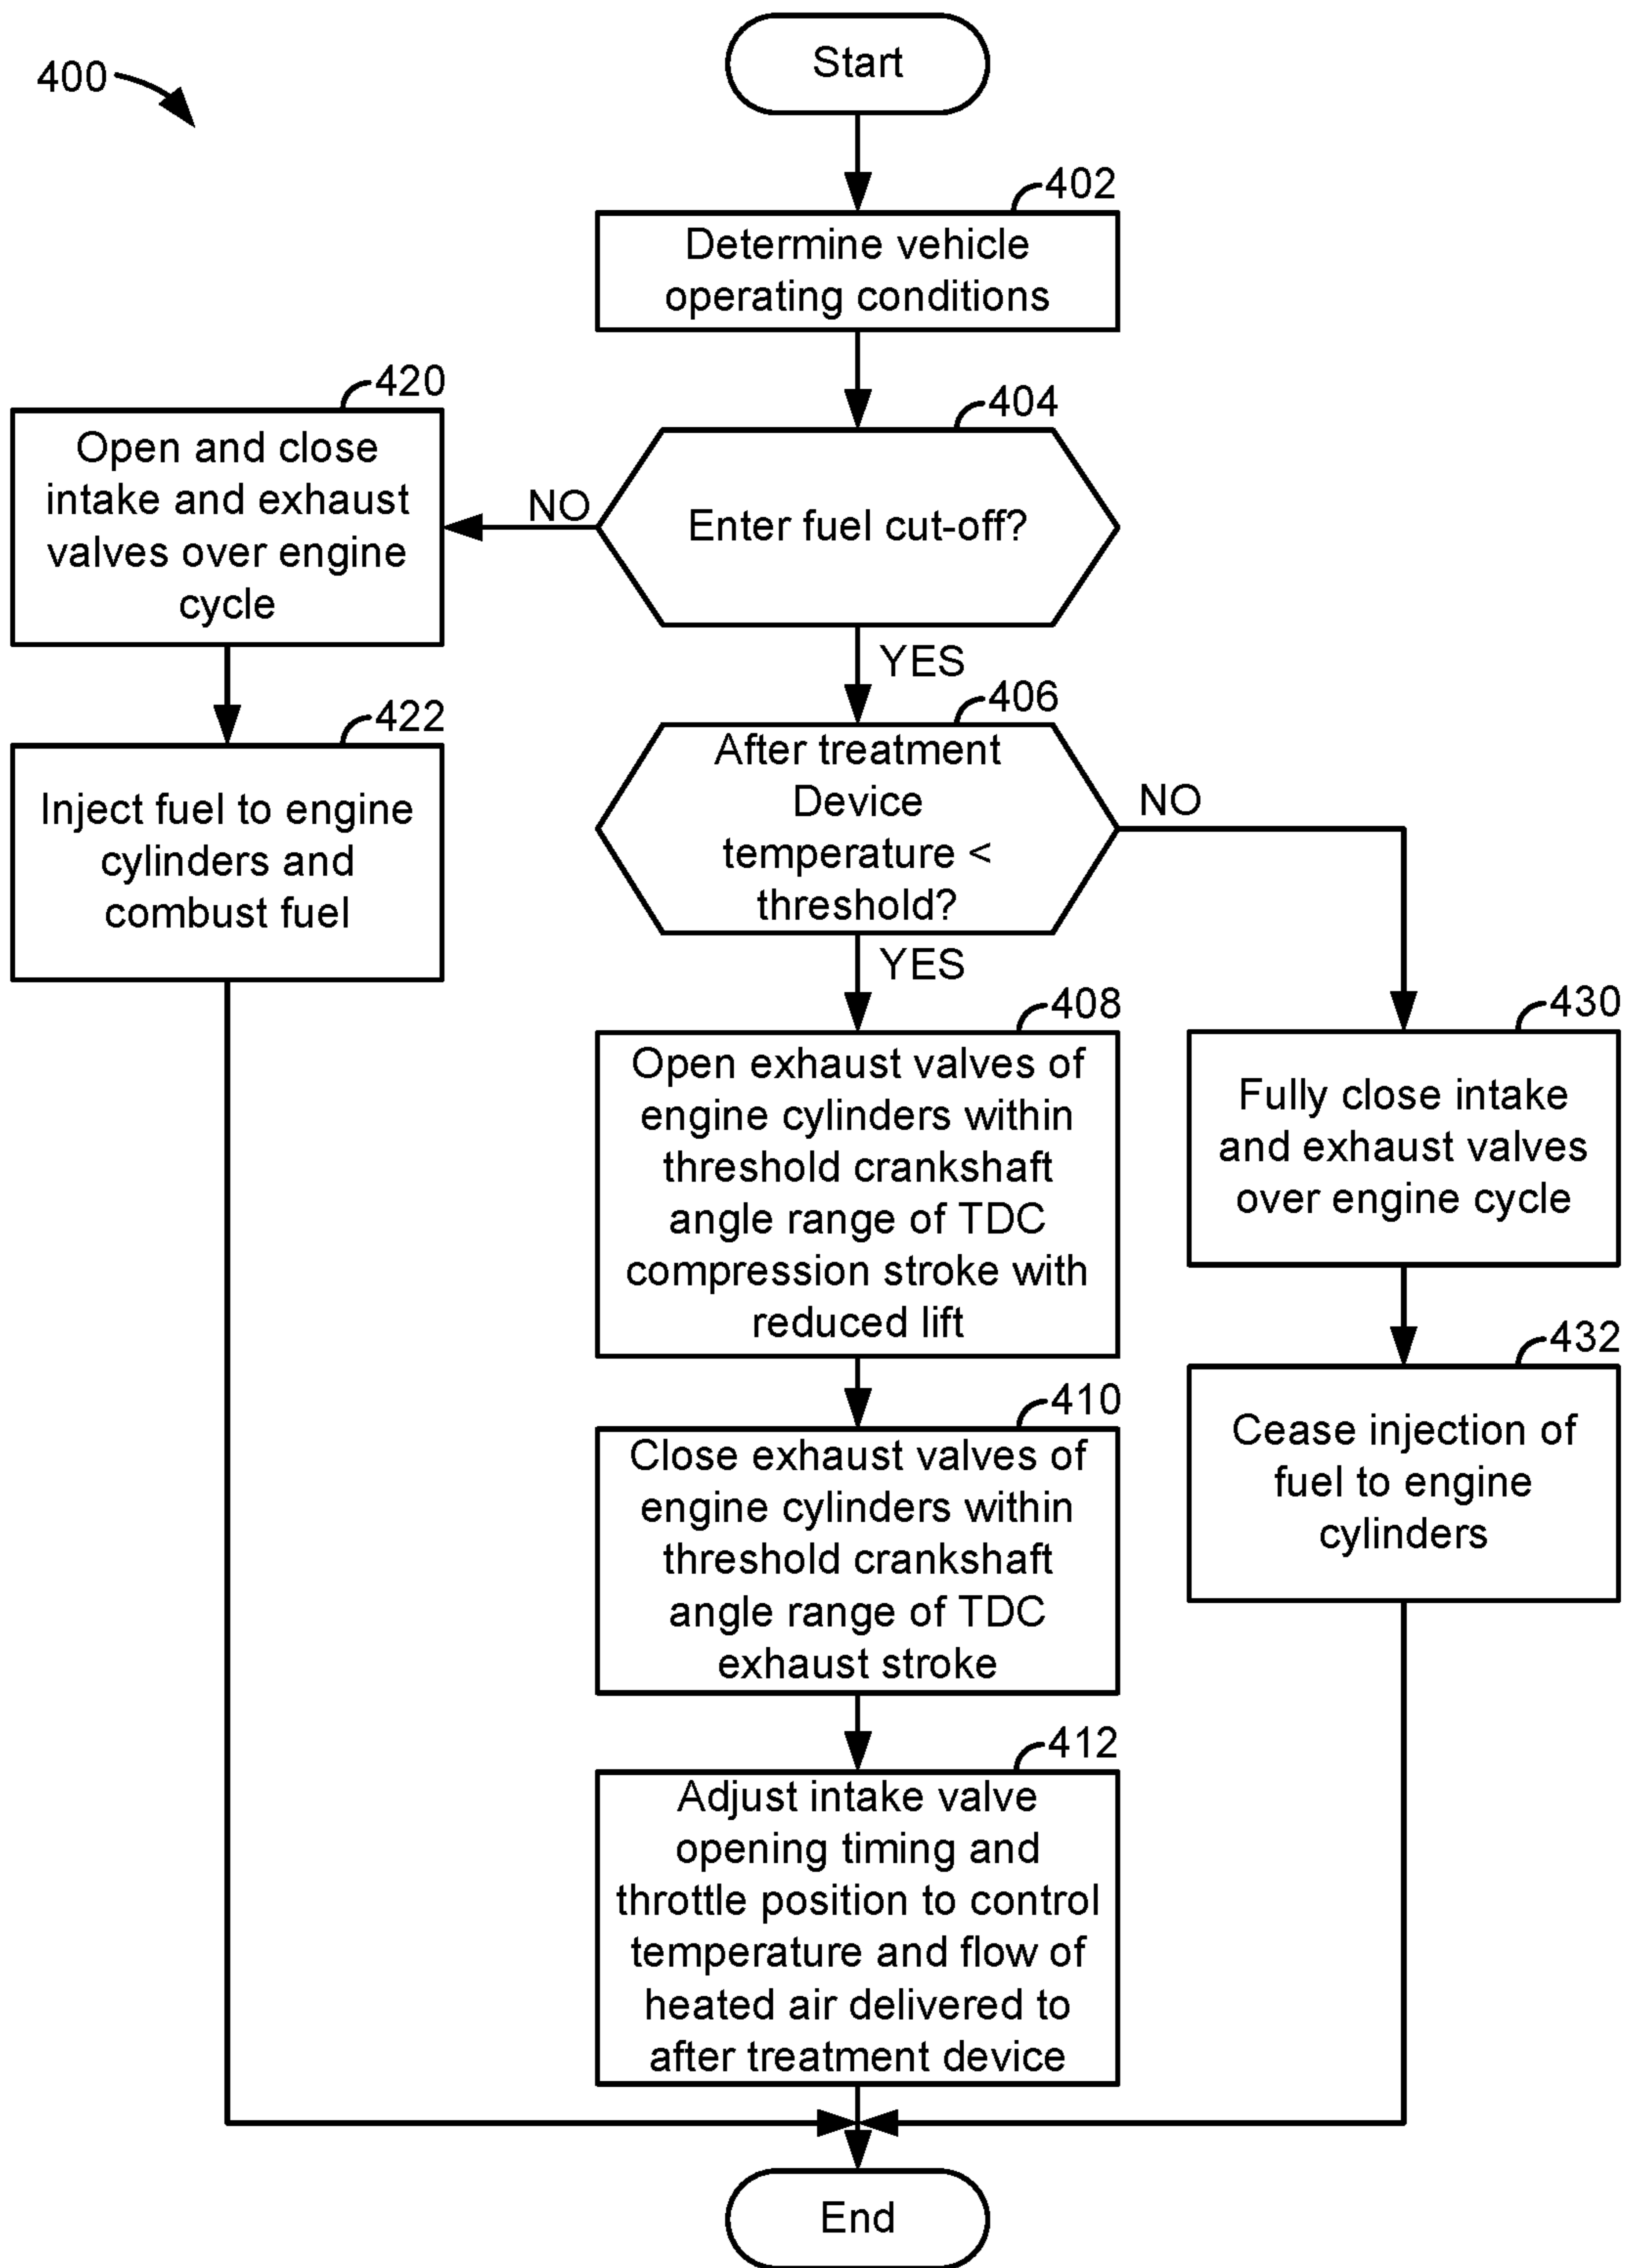 400
Start
402
Determine vehicle
operating conditions
404
Enter fuel cut-off?
NO
YES
420
Open and close
intake and exhaust
valves over engine
cycle
422
Inject fuel to engine
cylinders and
combust fuel
406
After treatment
Device
temperature <
threshold?
NO
YES
408
Open exhaust valves of
engine cylinders within
threshold crankshaft
angle range of TDC
compression stroke with
reduced lift
430
Fully close intake
and exhaust valves
over engine cycle
432
Cease injection of
fuel to engine
cylinders
410
Close exhaust valves of
engine cylinders within
threshold crankshaft
angle range of TDC
exhaust stroke
412
Adjust intake valve
opening timing and
throttle position to control
temperature and flow of
heated air delivered to
after treatment device
End